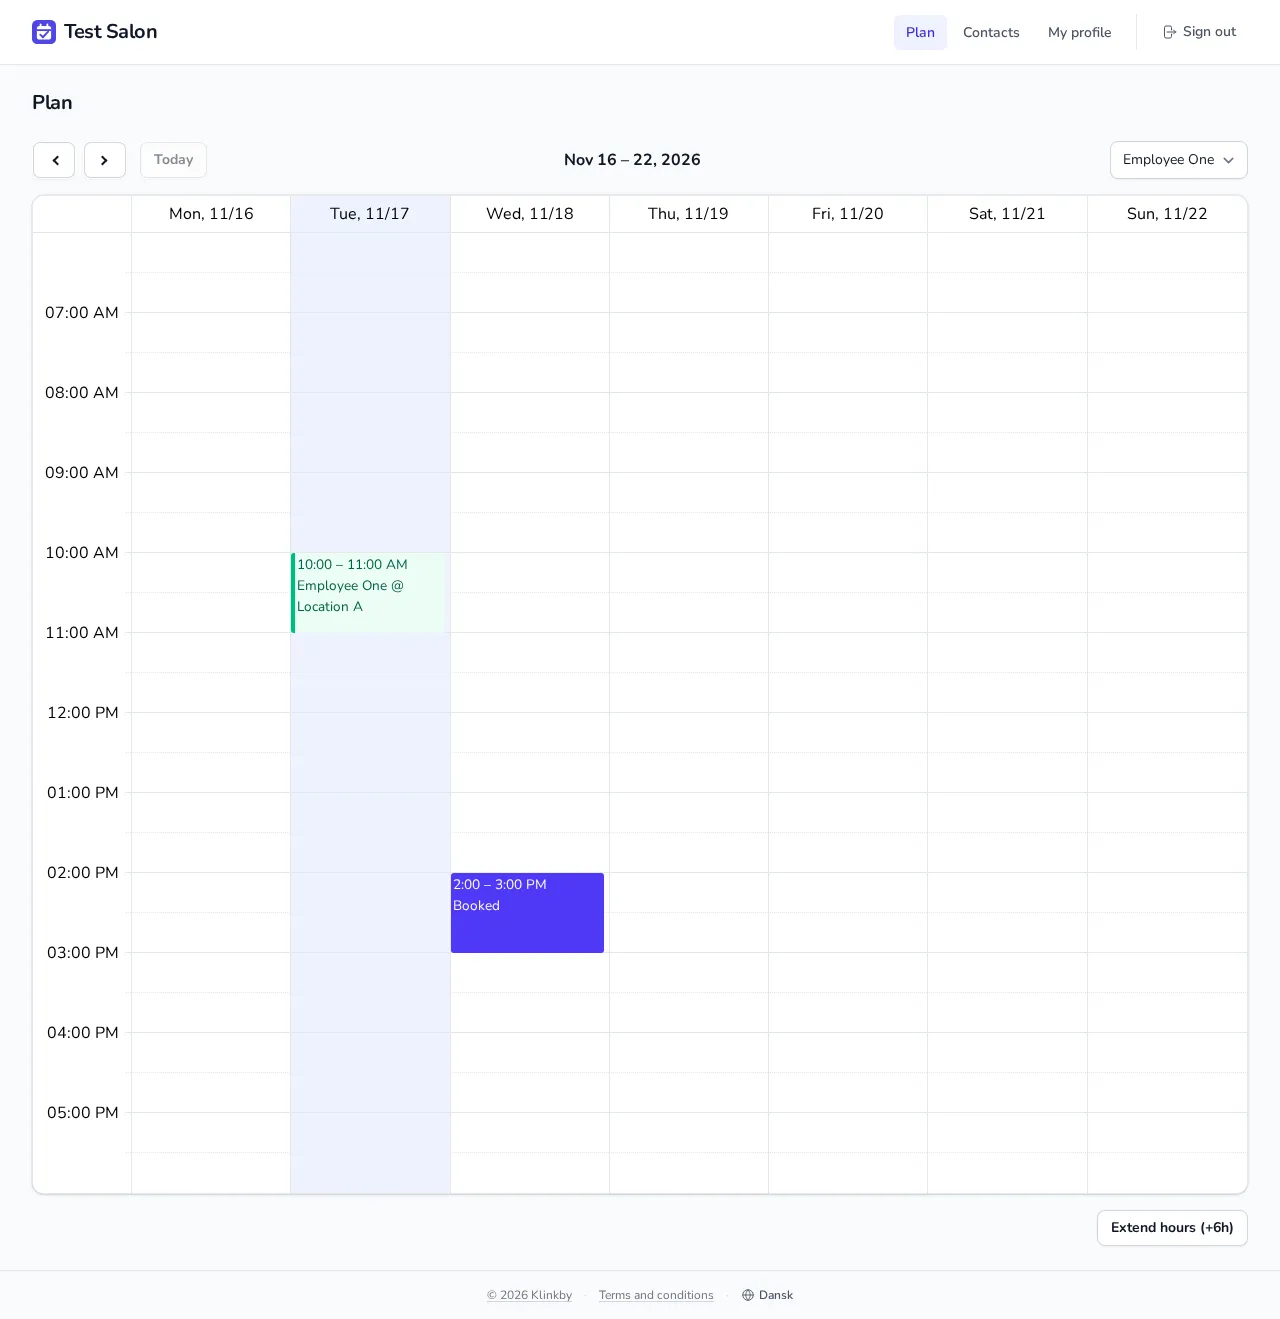 Test Salon
Plan
Contacts
My profile
Sign out
Plan
Today
Nov 16 – 22, 2026
Employee One
Mon, 11/16
Tue, 11/17
Wed, 11/18
Thu, 11/19
Fri, 11/20
Sat, 11/21
Sun, 11/22
07:00 AM
08:00 AM
09:00 AM
10:00 AM
10:00 – 11:00 AM
Employee One @
Location A
11:00 AM
12:00 PM
01:00 PM
02:00 PM
2:00 – 3:00 PM
Booked
03:00 PM
04:00 PM
05:00 PM
Extend hours (+6h)
© 2026 Klinkby · Terms and conditions · Dansk